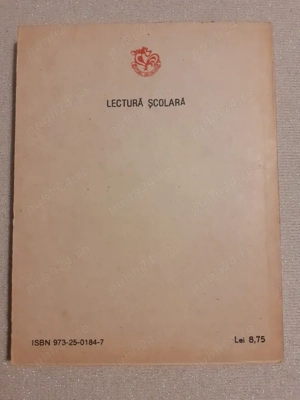 LECTURĂ ŞCOLARĂ
ISBN 973-25-0184-7
Lei 8,75